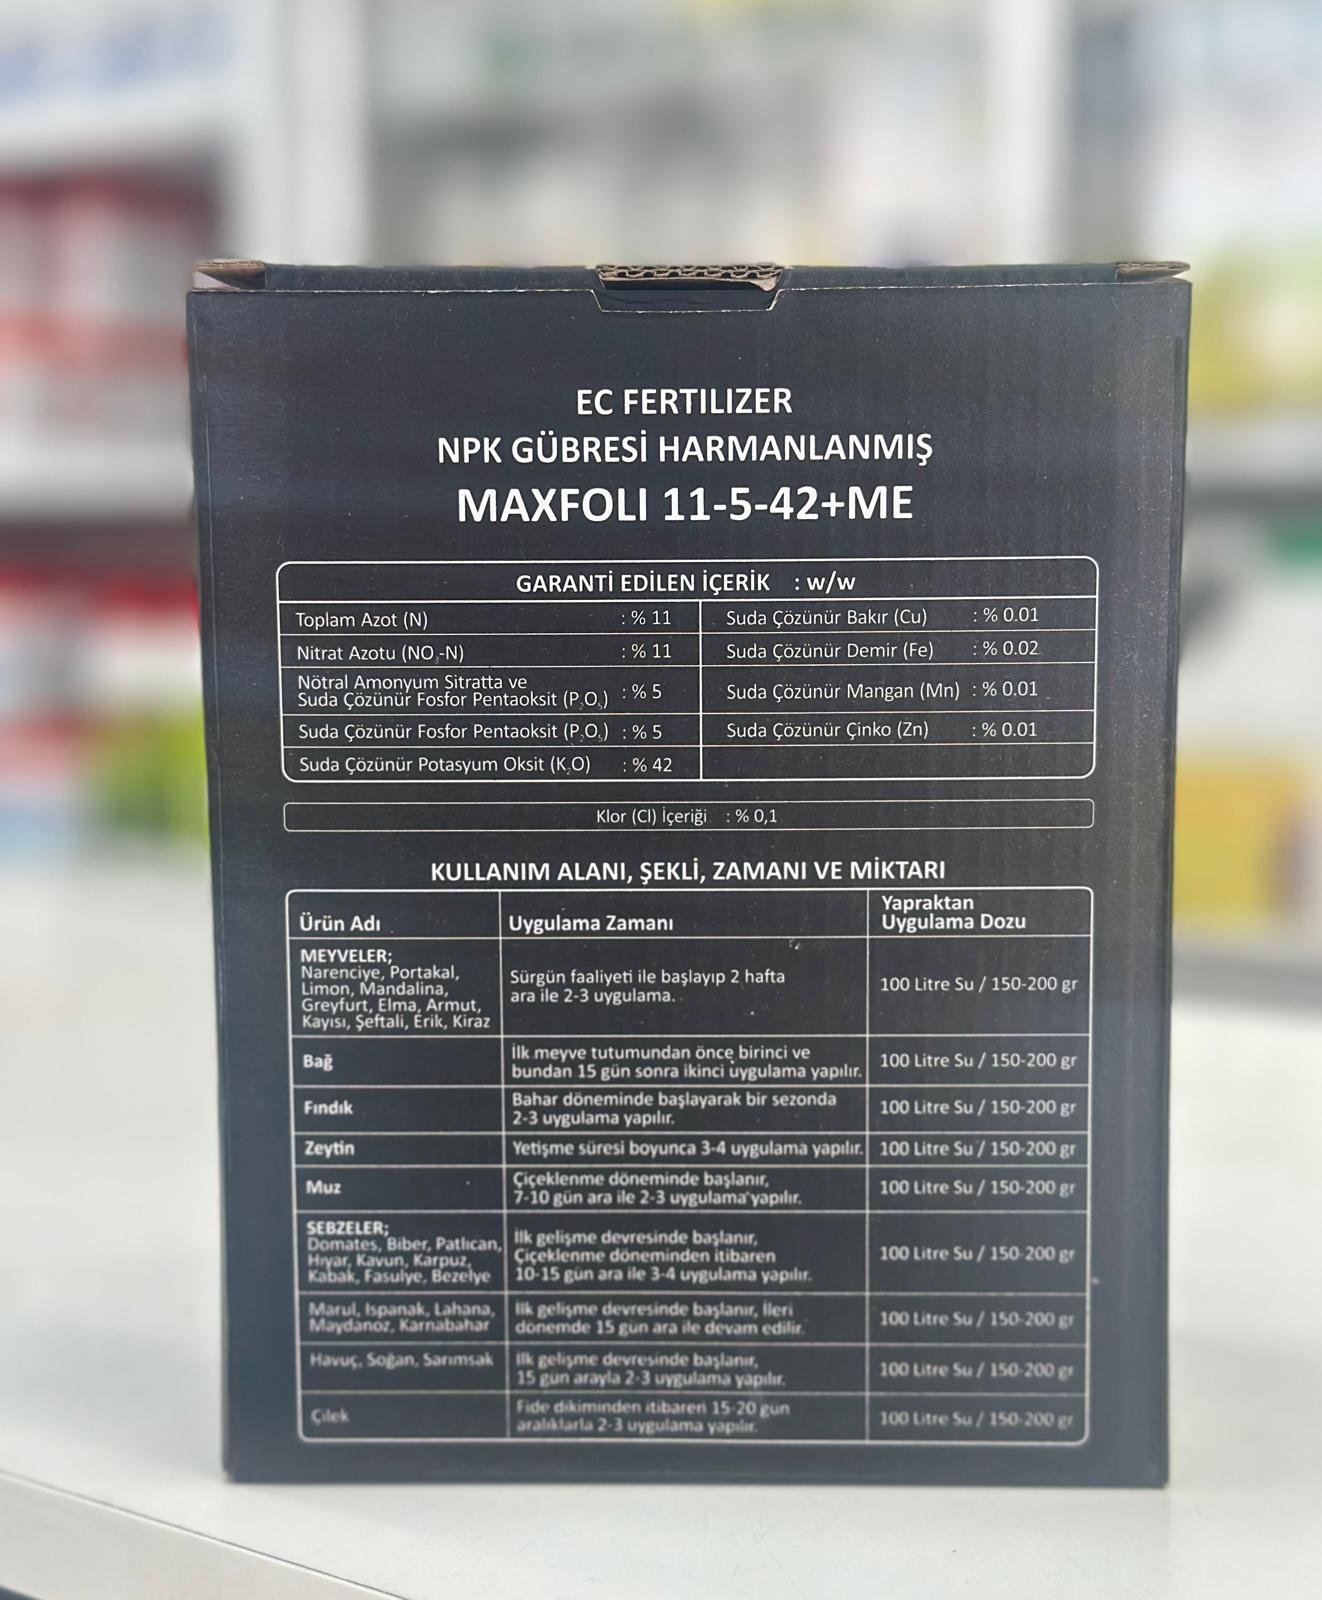 EC FERTILIZER
NPK GÜBRESİ HARMANLANMIŞ
MAXFOLI 11-5-42+ME
GARANTİ EDİLEN İÇERİK : w/w
Toplam Azot (N) : % 11
Suda Çözünür Bakır (Cu) : % 0.01
Nitrat Azotu (NO₃-N) : % 11
Suda Çözünür Demir (Fe) : % 0.02
Nötral Amonyum Sitratta ve
Suda Çözünür Fosfor Pentaoksit (P₂O₅) : % 5
Suda Çözünür Mangan (Mn) : % 0.01
Suda Çözünür Fosfor Pentaoksit (P₂O₅) : % 5
Suda Çözünür Çinko (Zn) : % 0.01
Suda Çözünür Potasyum Oksit (K₂O) : % 42
Klor (Cl) İçeriği : % 0,1
KULLANIM ALANI, ŞEKLİ, ZAMANI VE MİKTARI
Ürün Adı
Uygulama Zamanı
Yapraktan
Uygulama Dozu
MEYVELER;
Narenciye, Portakal,
Limon, Mandalina,
Greyfurt, Elma, Armut,
Kayısı, Şeftali, Erik, Kiraz
Sürgün faaliyeti ile başlayıp 2 hafta
ara ile 2-3 uygulama.
100 Litre Su / 150-200 gr
Bağ
İlk meyve tutumundan önce birinci ve
bundan 15 gün sonra ikinci uygulama yapılır.
100 Litre Su / 150-200 gr
Fındık
Bahar döneminde başlayarak bir sezonda
2-3 uygulama yapılır.
100 Litre Su / 150-200 gr
Zeytin
Yetişme süresi boyunca 3-4 uygulama yapılır.
100 Litre Su / 150-200 gr
Muz
Çiçeklenme döneminde başlanır,
7-10 gün ara ile 2-3 uygulama yapılır.
100 Litre Su / 150-200 gr
SEBZELER;
Domates, Biber, Patlıcan,
Hıyar, Kavun, Karpuz,
Kabak, Fasulye, Bezelye
İlk gelişme devresinde başlanır,
Çiçeklenme döneminden itibaren
10-15 gün ara ile 3-4 uygulama yapılır.
100 Litre Su / 150-200 gr
Marul, Ispanak, Lahana,
Maydanoz, Karnabahar
İlk gelişme devresinde başlanır, İleri
dönemde 15 gün ara ile devam edilir.
100 Litre Su / 150-200 gr
Havuç, Soğan, Sarımsak
İlk gelişme devresinde başlanır,
15 gün arayla 2-3 uygulama yapılır.
100 Litre Su / 150-200 gr
Çilek
Fide dikiminden itibaren 15-20 gün
aralıklarla 2-3 uygulama yapılır.
100 Litre Su / 150-200 gr